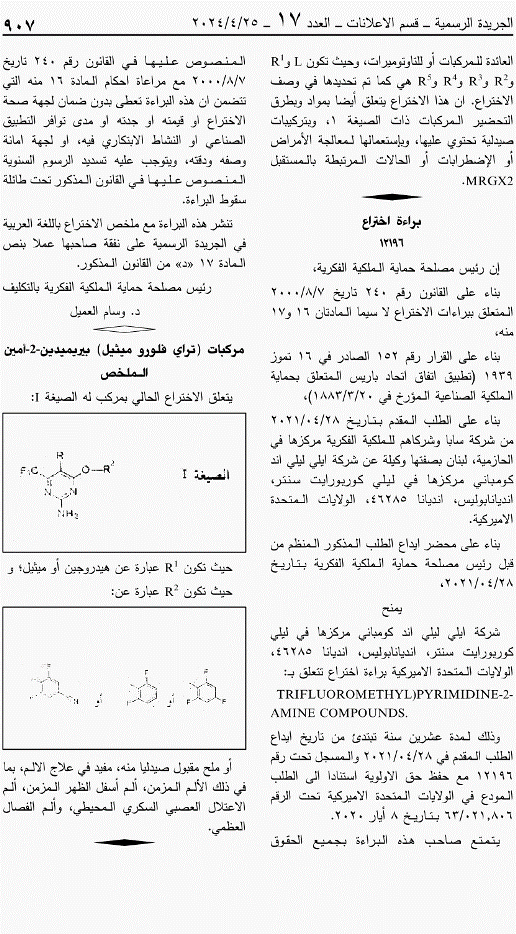 الجريدة الرسمية ــ قسم الاعلانات ــ العدد ١٧ ــ ٢٠٢٤/٤/٢٥
٩٠٧
العائدة للمركبات أو للتاوتوميرات، وحيث تكون L وR¹
وR² وR³ وR⁴ وR⁵ هي كما تم تحديدها في وصف
الاختراع. ان هذا الاختراع يتعلق أيضا بمواد وبطرق
التحضير المركبات ذات الصيغة ١، وبتركيبات
صيدلية تحتوي عليها، وبإستعمالها لمعالجة الأمراض
أو الإضطرابات أو الحالات المرتبطة بالمستقبل
MRGX2.
براءة اختراع
١٢١٩٦
إن رئيس مصلحة حماية الملكية الفكرية،
بناء على القانون رقم ٢٤٠ تاريخ ٢٠٠٠/٨/٧
المتعلق ببراءات الاختراع لا سيما المادتان ١٦ و١٧
منه،
بناء على القرار رقم ١٥٢ الصادر في ١٦ تموز
١٩٣٩ (تطبيق اتفاق اتحاد باريس المتعلق بحماية
الملكية الصناعية المؤرخ في ١٨٨٣/٣/٢٠)،
بناء على الطلب المقدم بتاريخ ٢٠٢١/٠٤/٢٨
من شركة سابا وشركاهم للملكية الفكرية مركزها في
الحازمية، لبنان بصفتها وكيلة عن شركة ايلي ليلي اند
كومباني مركزها في ليلي كوربورايت سنتر،
انديانابوليس، انديانا ٤٦٢٨٥، الولايات المتحدة
الاميركية.
بناء على محضر ايداع الطلب المذكور المنظم من
قبل رئيس مصلحة حماية الملكية الفكرية بتاريخ
٢٠٢١/٠٤/٢٨،
يمنح
شركة ايلي ليلي اند كومباني مركزها في ليلي
كوربورايت سنتر، انديانابوليس، انديانا ٤٦٢٨٥،
الولايات المتحدة الاميركية براءة اختراع تتعلق بـ:
TRIFLUOROMETHYL)PYRIMIDINE-2-
AMINE COMPOUNDS.
وذلك لمدة عشرين سنة تبتدئ من تاريخ ايداع
الطلب المقدم في ٢٠٢١/٠٤/٢٨ والمسجل تحت رقم
١٢١٩٦ مع حفظ حق الاولوية استنادا الى الطلب
المودع في الولايات المتحدة الاميركية تحت الرقم
٦٣/٠٢١,٨٠٦ بتاريخ ٨ أيار ٢٠٢٠.
يتمتع صاحب هذه البراءة بجميع الحقوق
المنصوص عليها في القانون رقم ٢٤٠ تاريخ
٢٠٠٠/٨/٧ مع مراعاة احكام المادة ١٦ منه التي
تتضمن ان هذه البراءة تعطى بدون ضمان لجهة صحة
الاختراع او قيمته او جدته او مدى توافر التطبيق
الصناعي او النشاط الابتكاري فيه، او لجهة امانة
وصفه ودقته، ويتوجب عليه تسديد الرسوم السنوية
المنصوص عليها في القانون المذكور تحت طائلة
سقوط البراءة.
تنشر هذه البراءة مع ملخص الاختراع باللغة العربية
في الجريدة الرسمية على نفقة صاحبها عملا بنص
المادة ١٧ «د» من القانون المذكور.
رئيس مصلحة حماية الملكية الفكرية بالتكليف
د. وسام العميل
مركبات (تراي فلورو ميثيل) بيريميدين-2-أمين
الملخص
يتعلق الاختراع الحالي بمركب له الصيغة I:
الصيغة I
R
F₃C
O—R²
N
N
NH₂
حيث تكون R¹ عبارة عن هيدروجين أو ميثيل؛ و
حيث تكون R² عبارة عن:
أو
أو
أو ملح مقبول صيدليا منه، مفيد في علاج الالم، بما
في ذلك الألم المزمن، ألم أسفل الظهر المزمن، ألم
الاعتلال العصبي السكري المحيطي، وألم الفصال
العظمي.